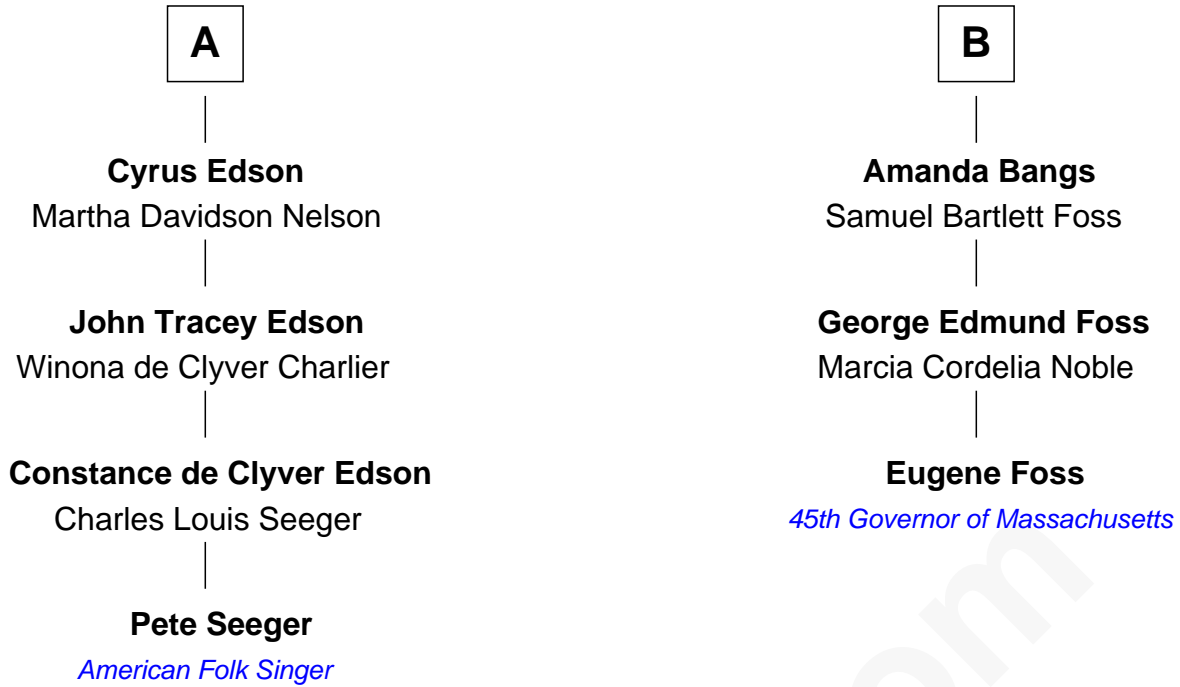 A
Cyrus Edson
Martha Davidson Nelson
John Tracey Edson
Winona de Clyver Charlier
Constance de Clyver Edson
Charles Louis Seeger
Pete Seeger
American Folk Singer
B
Amanda Bangs
Samuel Bartlett Foss
George Edmund Foss
Marcia Cordelia Noble
Eugene Foss
45th Governor of Massachusetts
om